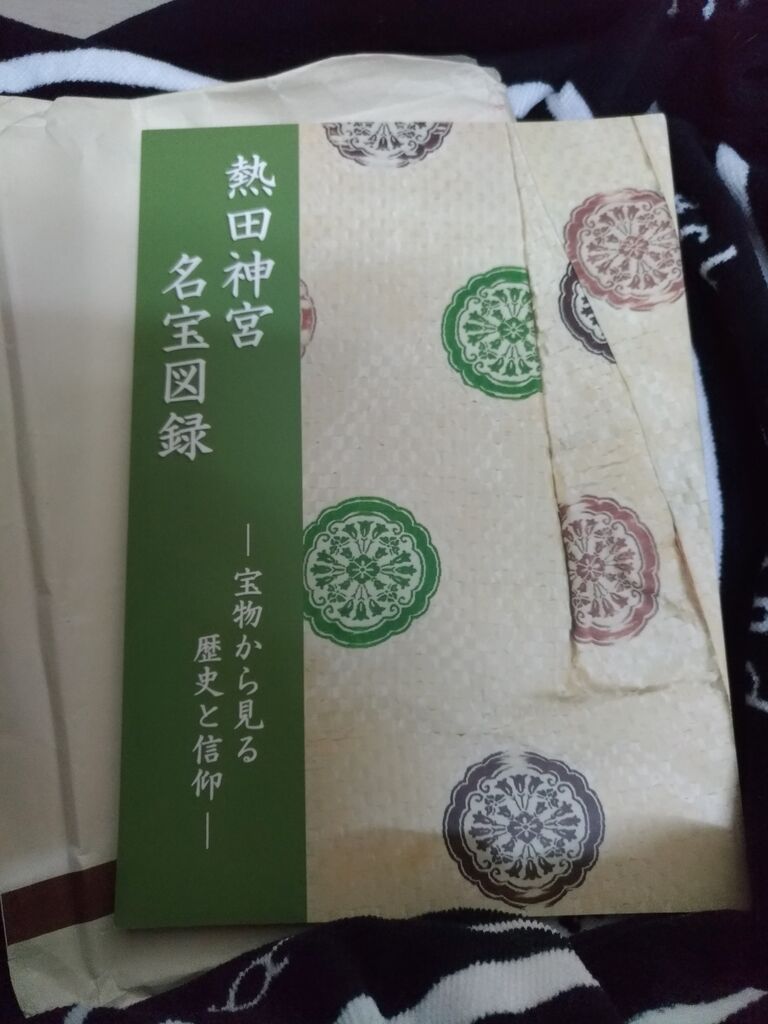 熱田神宮
名宝図録
―宝物から見る
歴史と信仰―